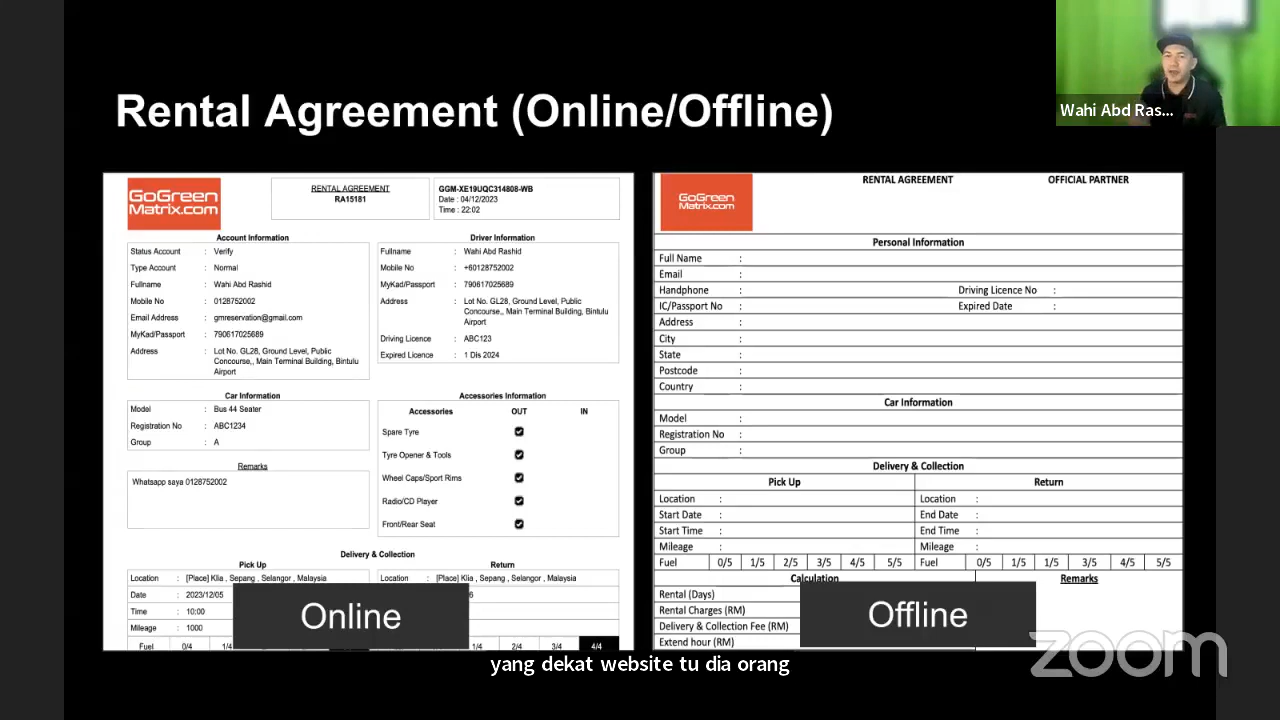 Wahi Abd Ras...
Rental Agreement (Online/Offline)
GoGreen
Matrix.com
RENTAL AGREEMENT
RA15181
GGM-XE19UQC314808-WB
Date : 04/12/2023
Time : 22:02
Account Information
Status Account : Verify
Type Account : Normal
Fullname : Wahi Abd Rashid
Mobile No : 0128752002
Email Address : gmreservation@gmail.com
MyKad/Passport : 790617025689
Address : Lot No. GL28, Ground Level, Public
Concourse,, Main Terminal Building, Bintulu
Airport
Driver Information
Fullname : Wahi Abd Rashid
Mobile No : +60128752002
MyKad/Passport : 790617025689
Address : Lot No. GL28, Ground Level, Public
Concourse,, Main Terminal Building, Bintulu
Airport
Driving Licence : ABC123
Expired Licence : 1 Dis 2024
Car Information
Model : Bus 44 Seater
Registration No : ABC1234
Group : A
Accessories Information
Accessories OUT IN
Spare Tyre
Tyre Opener & Tools
Wheel Caps/Sport Rims
Radio/CD Player
Front/Rear Seat
Remarks
Whatsapp saya 0128752002
Delivery & Collection
Pick Up
Location : [Place] Klia , Sepang , Selangor , Malaysia
Date : 2023/12/05
Time : 10:00
Mileage : 1000
Fuel 0/4 1/4
Return
Location : [Place] Klia , Sepang , Selangor , Malaysia
6
1/4 2/4 3/4 4/4
Online
GoGreen
Matrix.com
RENTAL AGREEMENT
OFFICIAL PARTNER
Personal Information
Full Name :
Email :
Handphone : Driving Licence No :
IC/Passport No : Expired Date :
Address :
City :
State :
Postcode :
Country :
Car Information
Model :
Registration No :
Group :
Delivery & Collection
Pick Up Return
Location : Location :
Start Date : End Date :
Start Time : End Time :
Mileage : Mileage :
Fuel 0/5 1/5 2/5 3/5 4/5 5/5 Fuel 0/5 1/5 1/5 3/5 4/5 5/5
Calculation Remarks
Rental (Days)
Rental Charges (RM)
Delivery & Collection Fee (RM)
Extend hour (RM)
Offline
zoom
yang dekat website tu dia orang